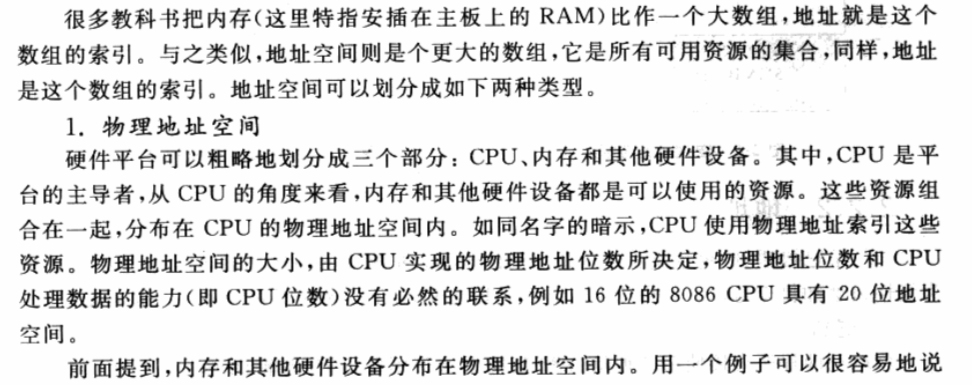 很多教科书把内存(这里特指安插在主板上的 RAM)比作一个大数组,地址就是这个
数组的索引。与之类似,地址空间则是个更大的数组,它是所有可用资源的集合,同样,地址
是这个数组的索引。地址空间可以划分成如下两种类型。
1. 物理地址空间
硬件平台可以粗略地划分成三个部分: CPU、内存和其他硬件设备。其中,CPU 是平
台的主导者,从 CPU 的角度来看,内存和其他硬件设备都是可以使用的资源。这些资源组
合在一起,分布在 CPU 的物理地址空间内。如同名字的暗示,CPU 使用物理地址索引这些
资源。物理地址空间的大小,由 CPU 实现的物理地址位数所决定,物理地址位数和 CPU
处理数据的能力(即 CPU 位数)没有必然的联系,例如 16 位的 8086 CPU 具有 20 位地址
空间。
前面提到,内存和其他硬件设备分布在物理地址空间内。用一个例子可以很容易地说